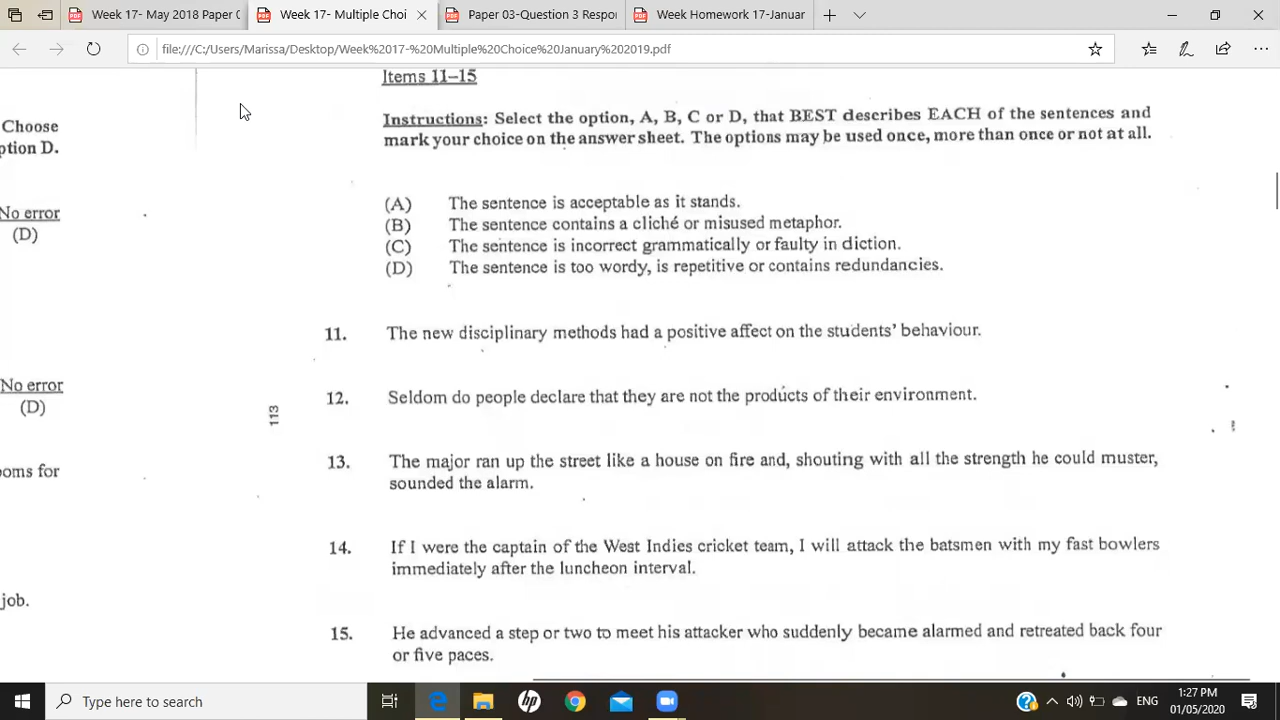 Week 17- May 2018 Paper
Week 17- Multiple Choi
Paper 03-Question 3 Respo
Week Homework 17-Januar
file:///C:/Users/Marissa/Desktop/Week%2017-%20Multiple%20Choice%20January%202019.pdf
Choose
ption D.
No error
(D)
No error
(D)
ooms for
job.
113
Items 11–15
Instructions: Select the option, A, B, C or D, that BEST describes EACH of the sentences and
mark your choice on the answer sheet. The options may be used once, more than once or not at all.
(A) The sentence is acceptable as it stands.
(B) The sentence contains a cliché or misused metaphor.
(C) The sentence is incorrect grammatically or faulty in diction.
(D) The sentence is too wordy, is repetitive or contains redundancies.
11. The new disciplinary methods had a positive affect on the students’ behaviour.
12. Seldom do people declare that they are not the products of their environment.
13. The major ran up the street like a house on fire and, shouting with all the strength he could muster,
sounded the alarm.
14. If I were the captain of the West Indies cricket team, I will attack the batsmen with my fast bowlers
immediately after the luncheon interval.
15. He advanced a step or two to meet his attacker who suddenly became alarmed and retreated back four
or five paces.
Type here to search
hp
ENG
1:27 PM
01/05/2020